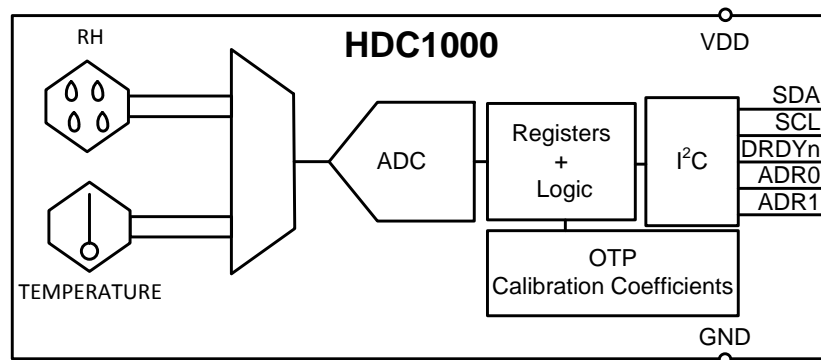 RH
HDC1000
VDD
TEMPERATURE
ADC
Registers
+
Logic
I²C
SDA
SCL
DRDYn
ADR0
ADR1
OTP
Calibration Coefficients
GND